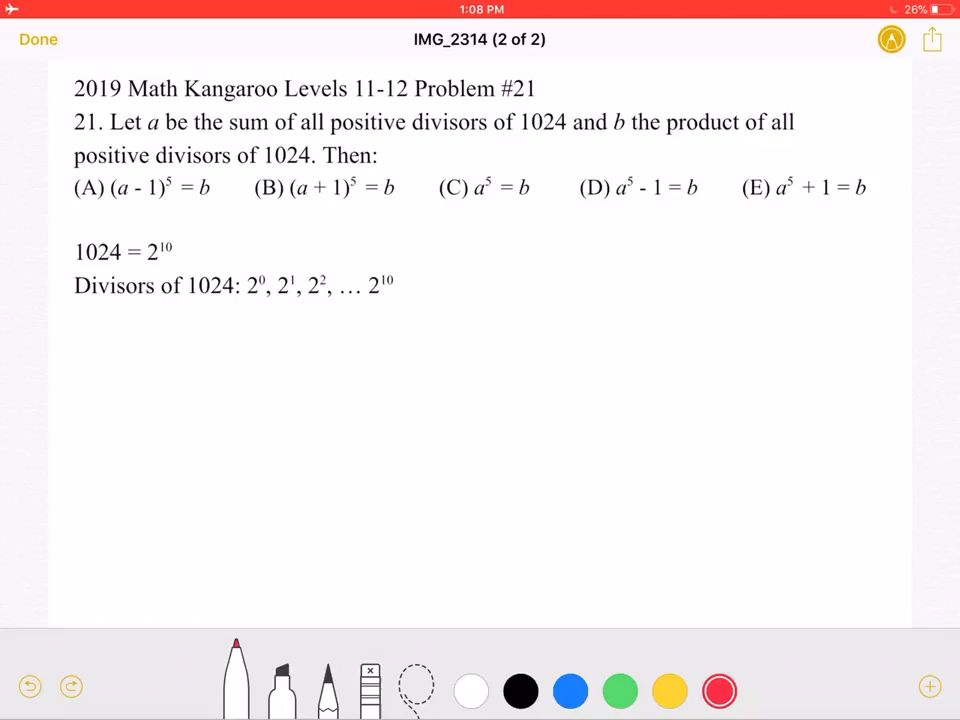 1:08 PM
26%
Done
IMG_2314 (2 of 2)
2019 Math Kangaroo Levels 11-12 Problem #21
21. Let a be the sum of all positive divisors of 1024 and b the product of all
positive divisors of 1024. Then:
(A) (a - 1)⁵ = b (B) (a + 1)⁵ = b (C) a⁵ = b (D) a⁵ - 1 = b (E) a⁵ + 1 = b
1024 = 2¹⁰
Divisors of 1024: 2⁰, 2¹, 2², … 2¹⁰